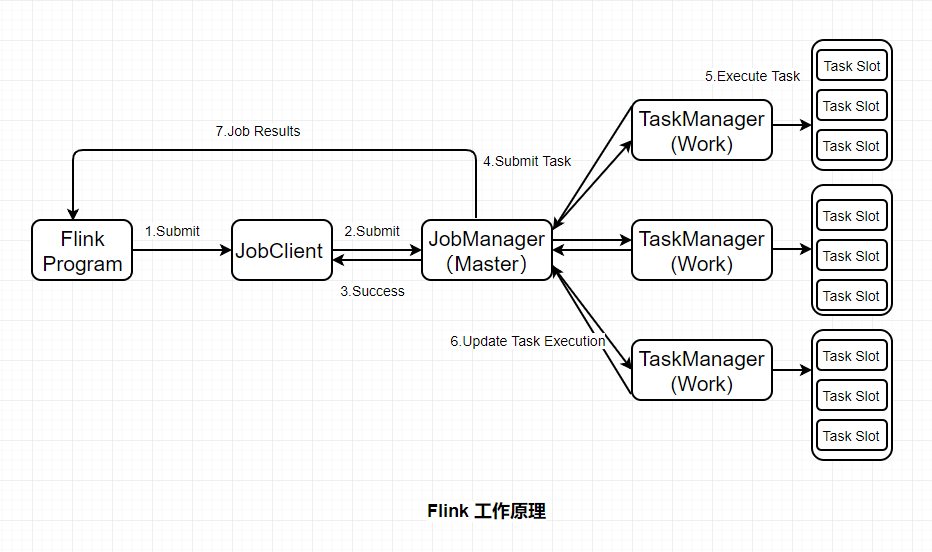 5.Execute Task
Task Slot
Task Slot
Task Slot
TaskManager
(Work)
7.Job Results
4.Submit Task
Flink
Program
1.Submit
JobClient
2.Submit
3.Success
JobManager
（Master）
TaskManager
(Work)
Task Slot
Task Slot
Task Slot
6.Update Task Execution
TaskManager
(Work)
Task Slot
Task Slot
Task Slot
Flink 工作原理